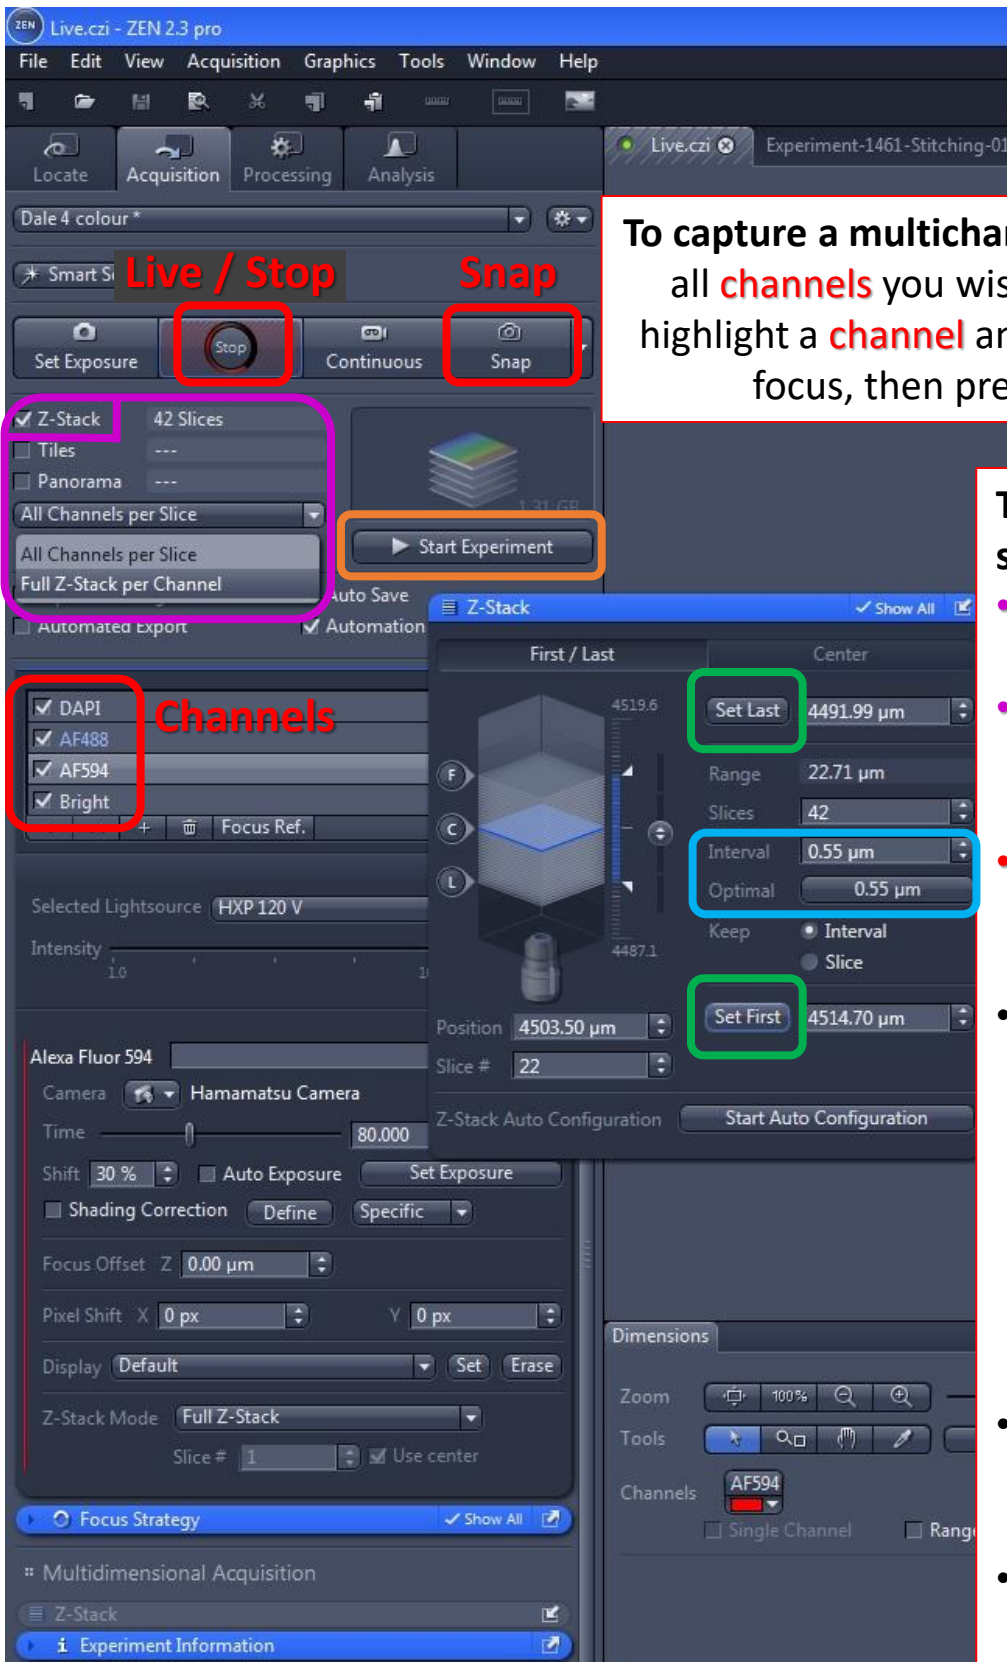 ZEN Live.czi - ZEN 2.3 pro
File Edit View Acquisition Graphics Tools Window Help
Locate Acquisition Processing Analysis
Live.czi Experiment-1461-Stitching-01
Dale 4 colour *
Smart S
Live / Stop Snap
To capture a multichan
all channels you wis
highlight a channel an
focus, then pre
Set Exposure Stop Continuous Snap
Z-Stack 42 Slices
Tiles ---
Panorama ---
1.31 GB
All Channels per Slice
Start Experiment
All Channels per Slice
Full Z-Stack per Channel
Auto Save
Automated Export Automation
T
s
Z-Stack Show All
First / Last Center
DAPI
AF488
AF594
Bright
Channels
+ Focus Ref.
4519.6
Set Last 4491.99 µm
F
Range 22.71 µm
C
Slices 42
Interval 0.55 µm
L
Optimal 0.55 µm
Keep Interval
4487.1
Slice
Set First 4514.70 µm
Position 4503.50 µm
Slice # 22
Z-Stack Auto Configuration Start Auto Configuration
Selected Lightsource HXP 120 V
Intensity
1.0 10
Alexa Fluor 594
Camera Hamamatsu Camera
Time 80.000
Shift 30 % Auto Exposure Set Exposure
Shading Correction Define Specific
Focus Offset Z 0.00 µm
Pixel Shift X 0 px Y 0 px
Display Default Set Erase
Z-Stack Mode Full Z-Stack
Slice # 1 Use center
Focus Strategy Show All
Multidimensional Acquisition
Z-Stack
i Experiment Information
Dimensions
Zoom 100%
Tools
Channels AF594
Single Channel Rang